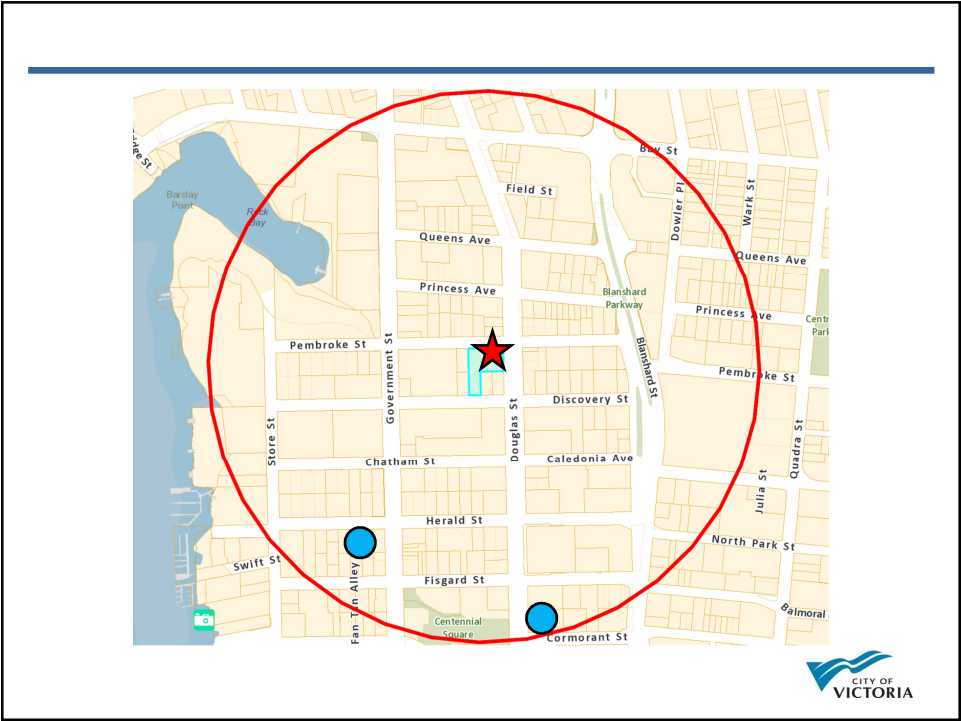 Bay St
Barclay
Point
Rock
Bay
Field St
Dowler Pl
Wark St
Queens Ave
Queens Ave
Princess Ave
Blanshard
Parkway
Princess Ave
Pembroke St
Government St
Blanshard St
Pembroke St
Discovery St
Douglas St
Store St
Chatham St
Caledonia Ave
Quadra St
Julia St
Herald St
North Park St
Swift St
Fan Tan Alley
Fisgard St
Balmoral
Centennial
Square
Cormorant St
CITY OF
VICTORIA